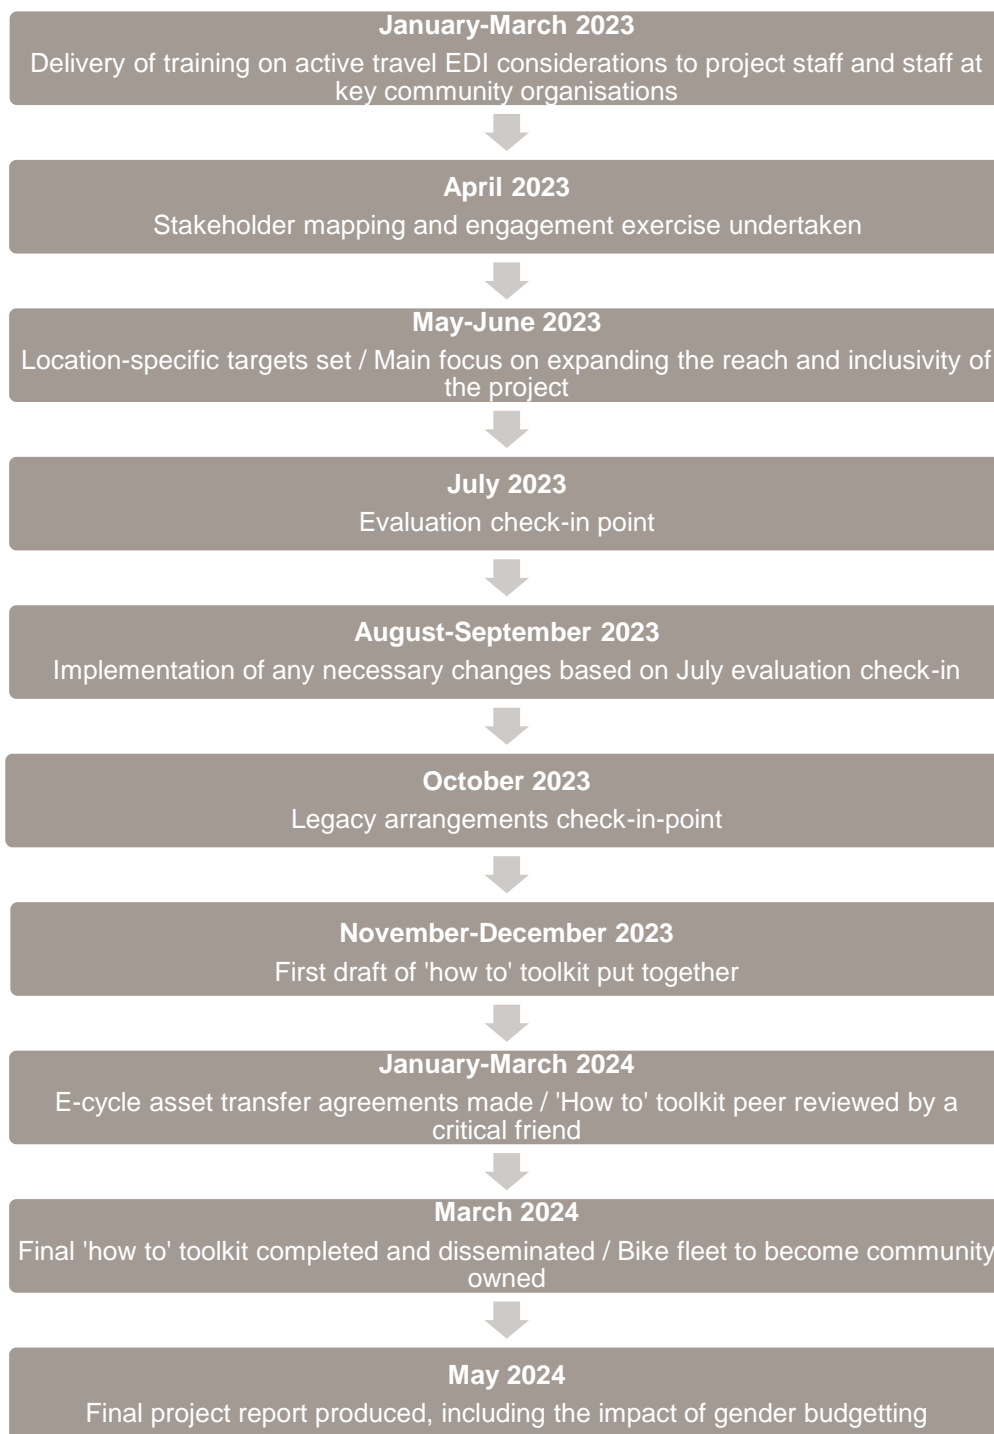 January-March 2023
Delivery of training on active travel EDI considerations to project staff and staff at
key community organisations
April 2023
Stakeholder mapping and engagement exercise undertaken
May-June 2023
Location-specific targets set / Main focus on expanding the reach and inclusivity of
the project
July 2023
Evaluation check-in point
August-September 2023
Implementation of any necessary changes based on July evaluation check-in
October 2023
Legacy arrangements check-in-point
November-December 2023
First draft of 'how to' toolkit put together
January-March 2024
E-cycle asset transfer agreements made / 'How to' toolkit peer reviewed by a
critical friend
March 2024
Final 'how to' toolkit completed and disseminated / Bike fleet to become community
owned
May 2024
Final project report produced, including the impact of gender budgetting